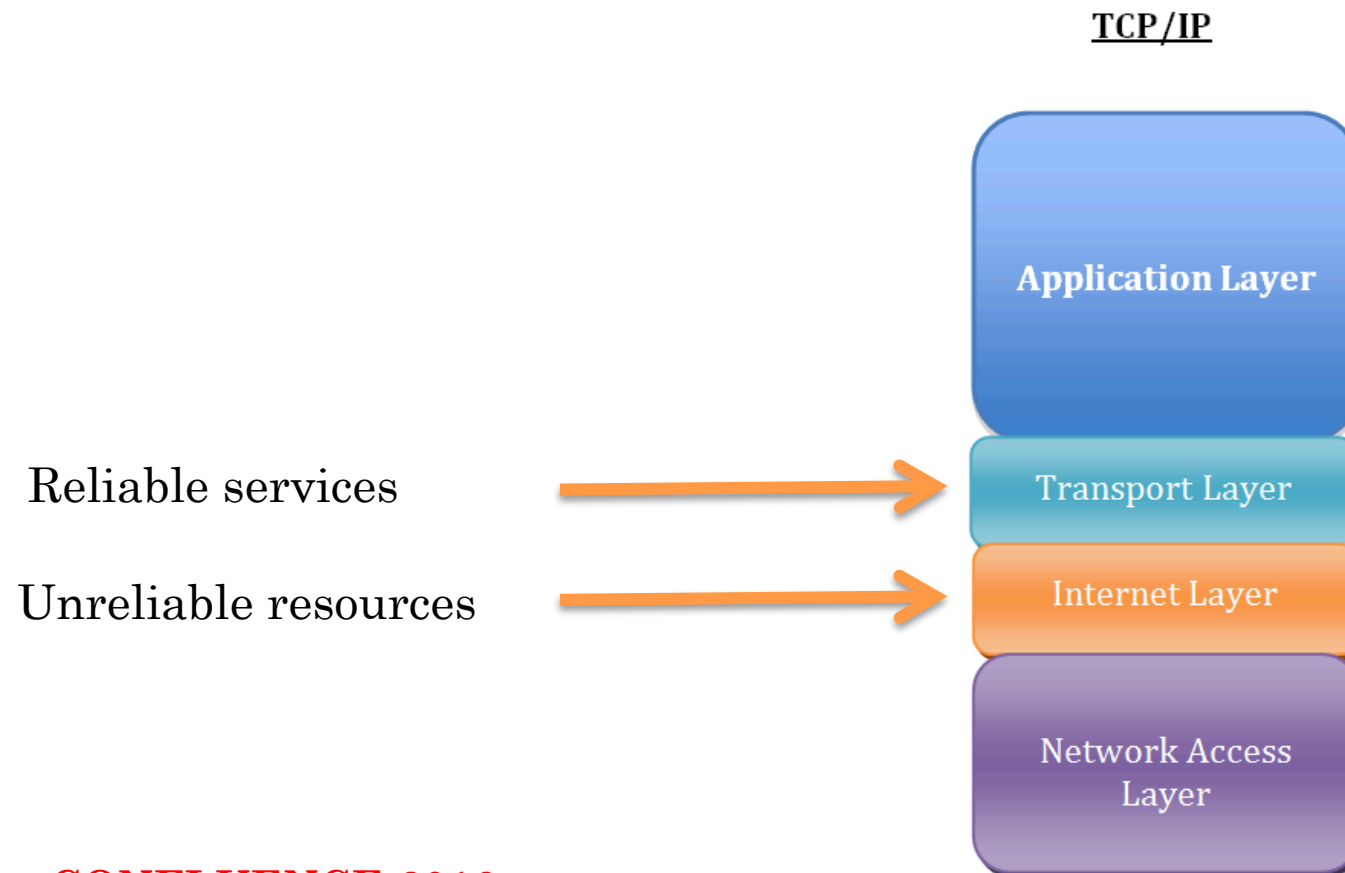 TCP/IP
Application Layer
Reliable services
Transport Layer
Unreliable resources
Internet Layer
Network Access
Layer